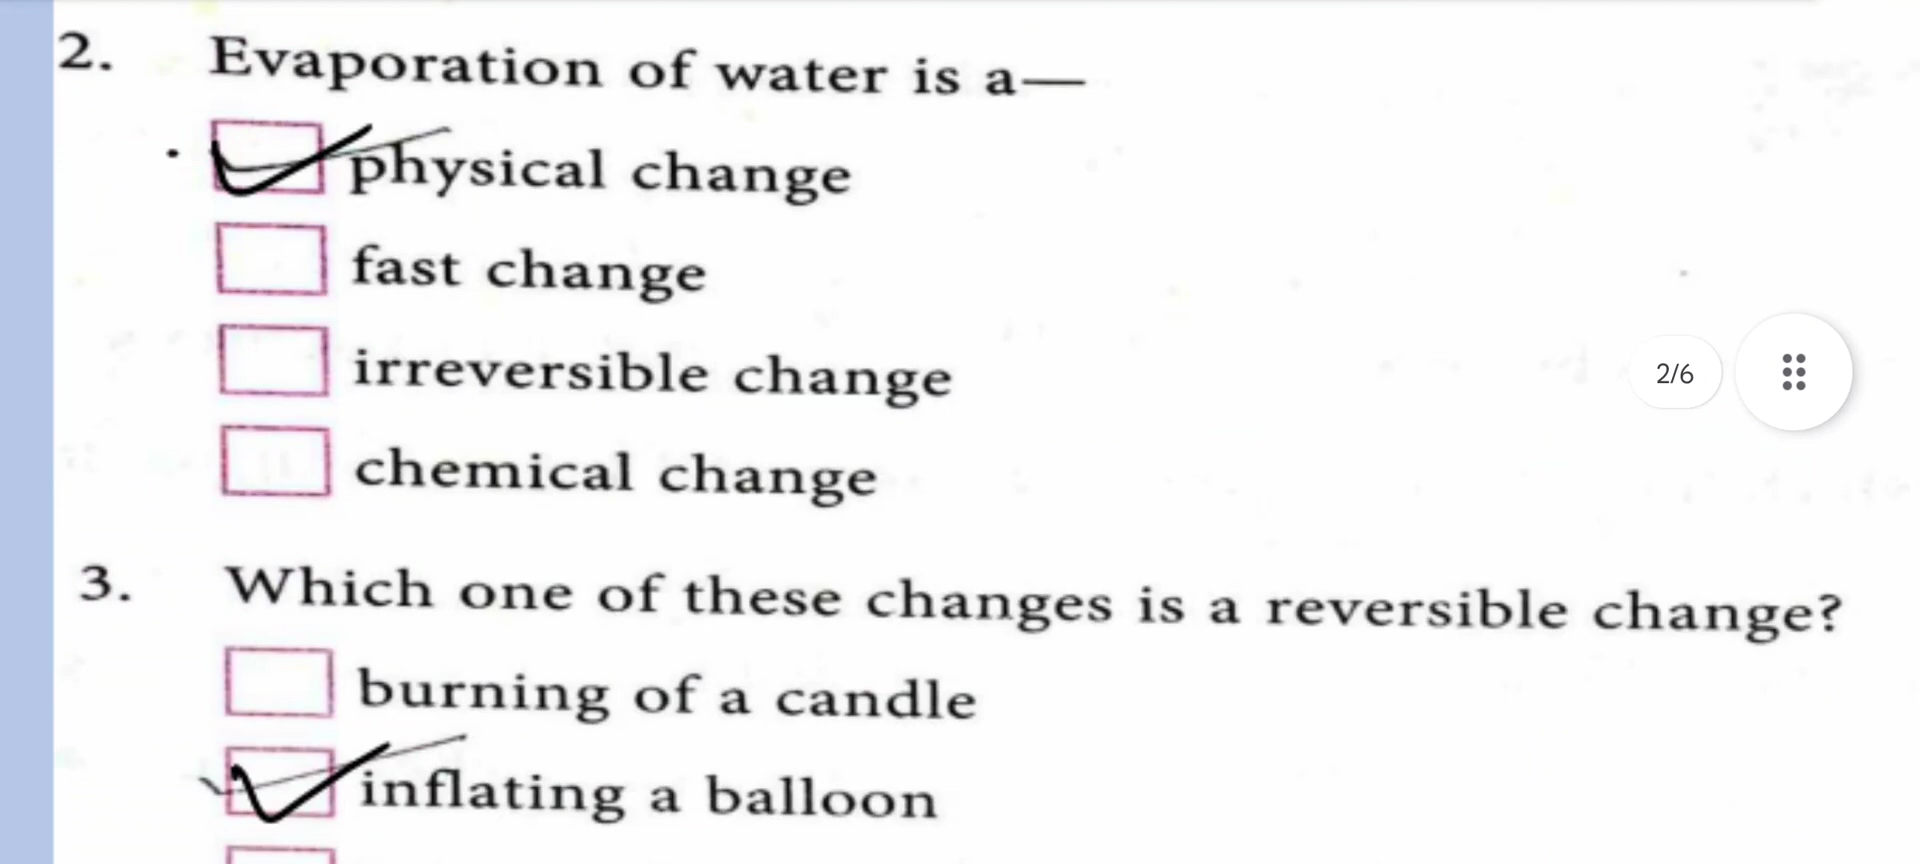 2. Evaporation of water is a—
physical change
fast change
irreversible change
chemical change
2/6
3. Which one of these changes is a reversible change?
burning of a candle
inflating a balloon